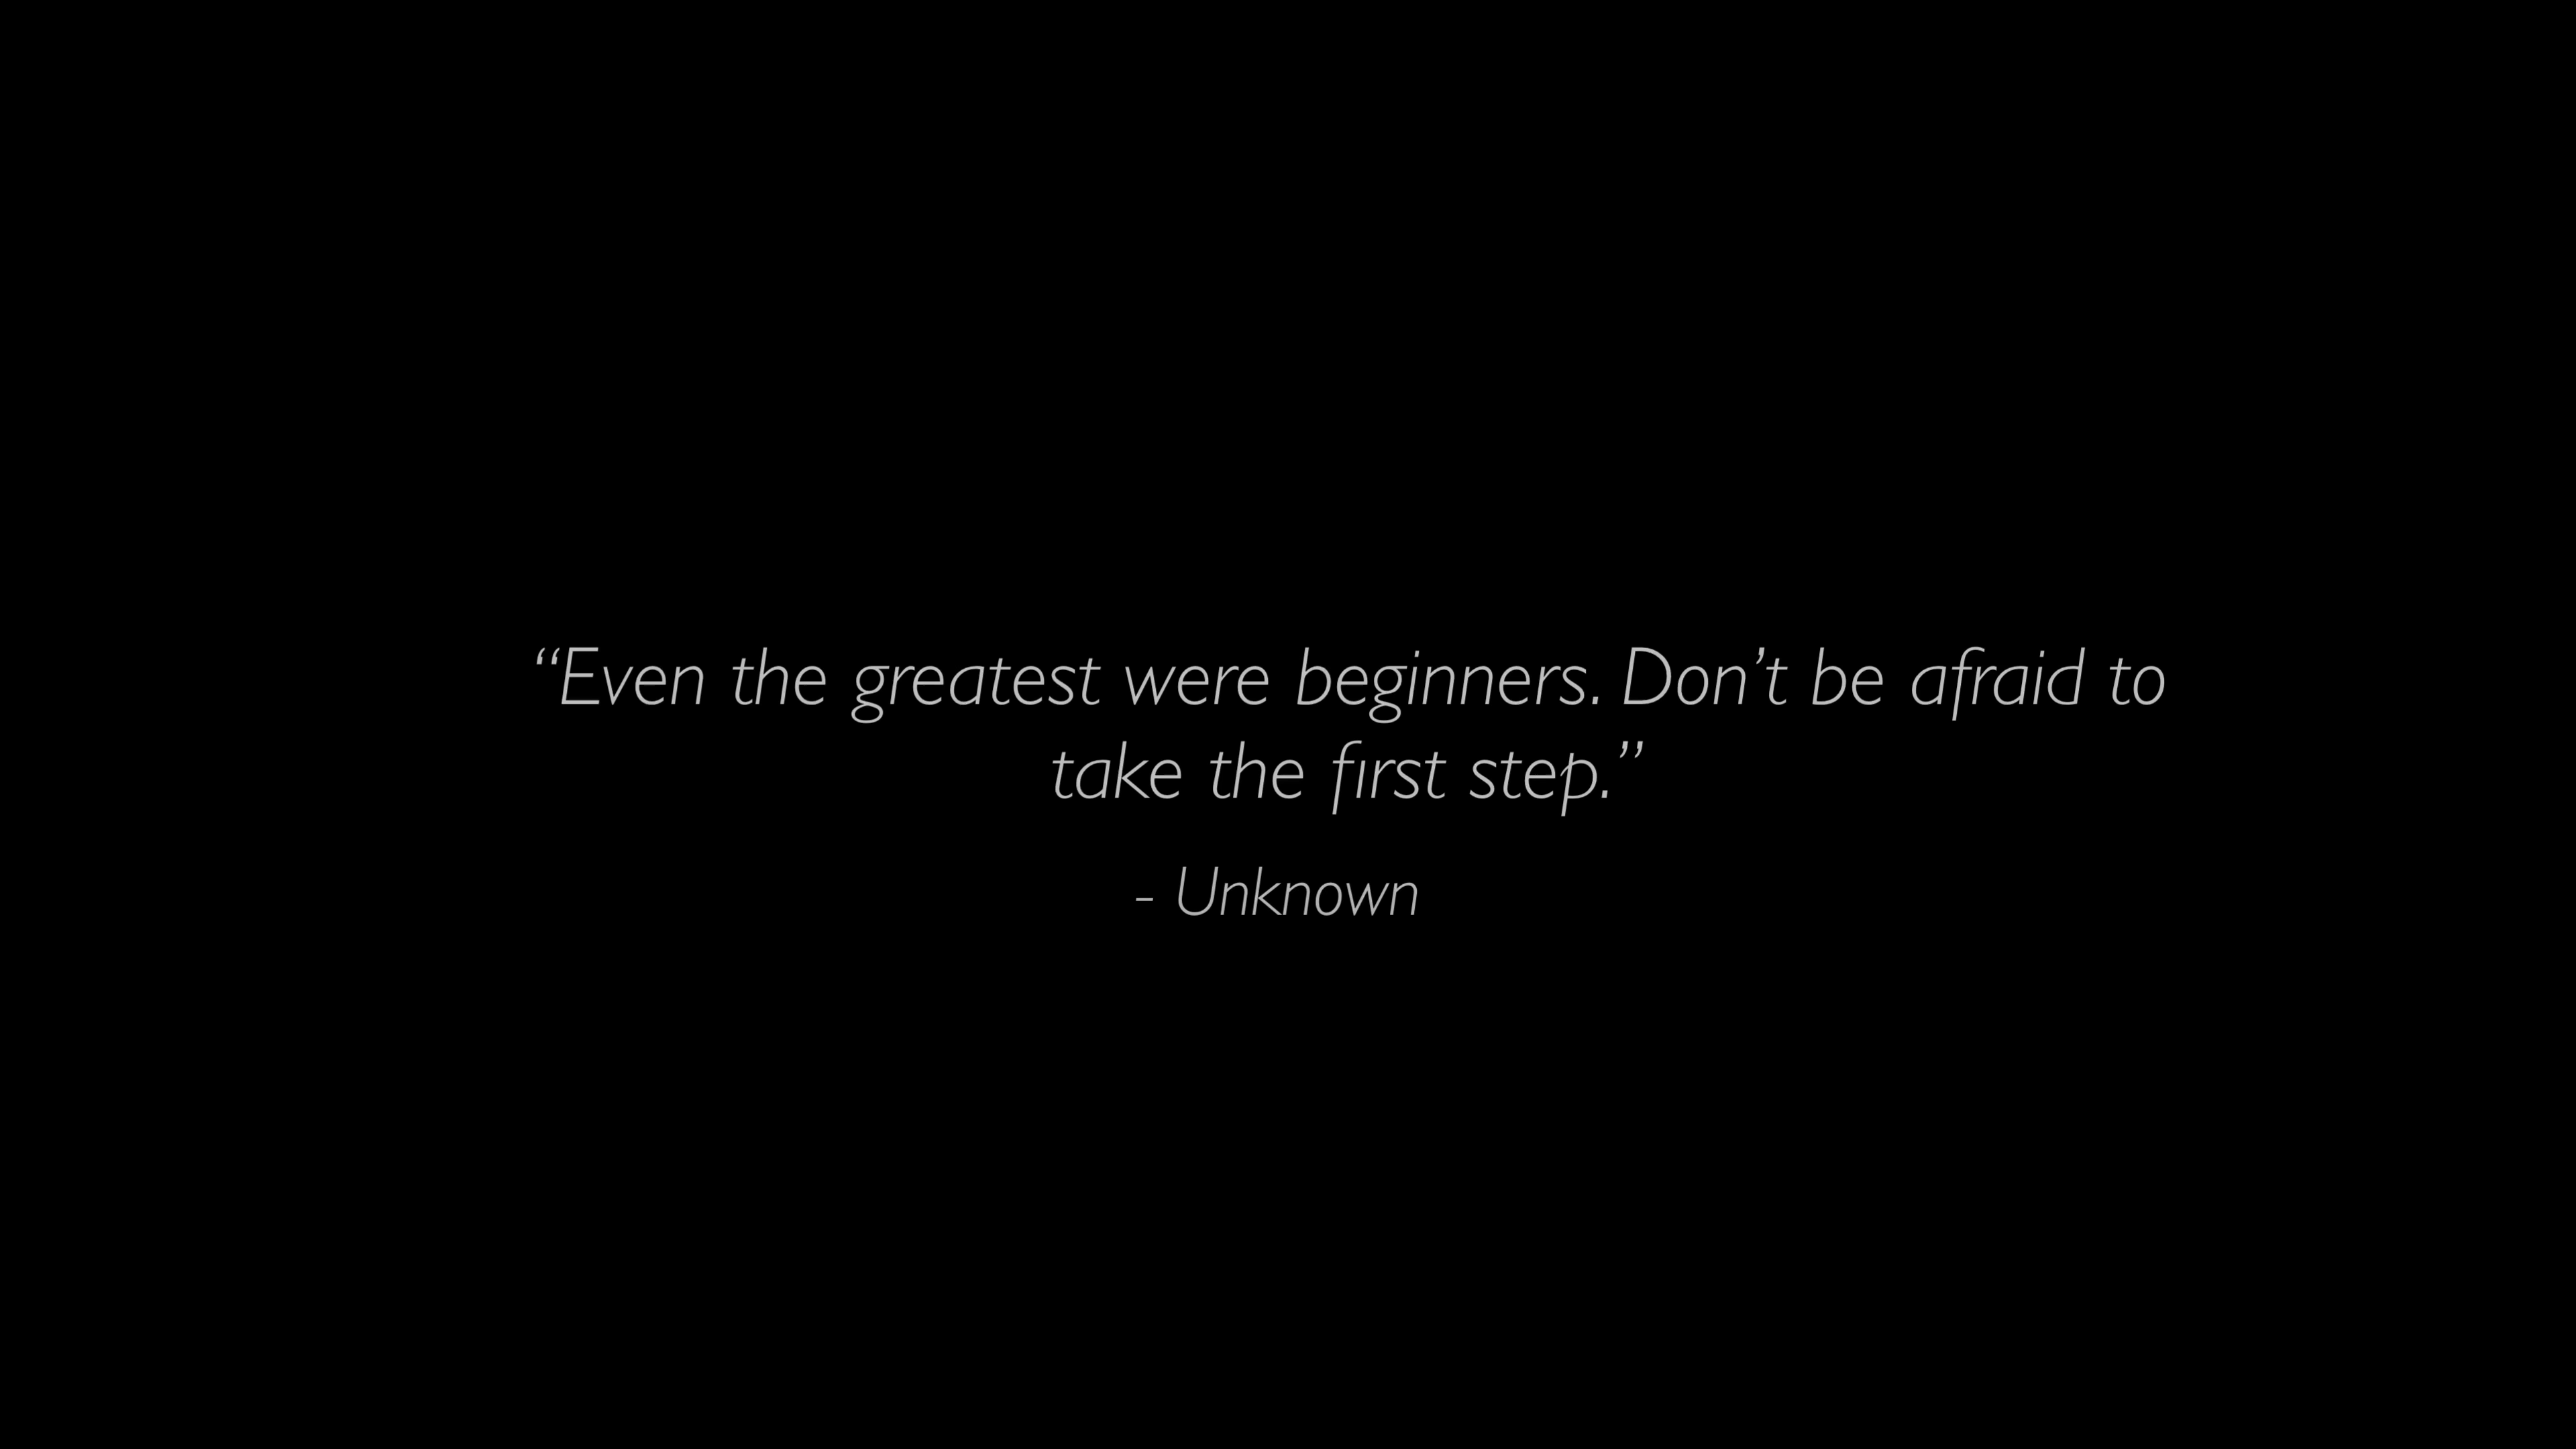 “Even the greatest were beginners. Don’t be afraid to
take the first step.”
- Unknown